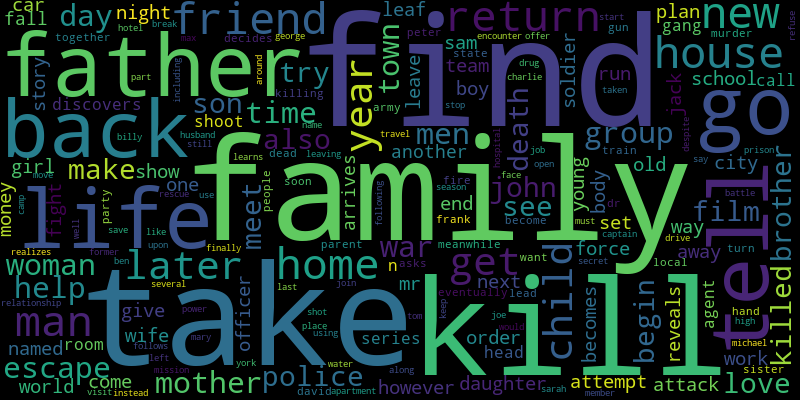 car
fall
day
night
friend
leaf
peter
return
decides
encounter
offer
george
start
break
max
refuse
plan
gang
new
story
hotel
together
part
including
around
father
find
town
leave
sam
state
team
boy
drug
charlie
gun
murder
soldier
run
taken
school
call
house
discovers
try
son
killing
year
back
shoot
time
army
stop
jack
despite
go
billy
husband
still
name
travel
men
death
group
train
job
prison
girl
move
dead
leaving
also
another
learns
open
say
city
make
show
people
soon
family
arrives
hospital
young
old
body
dr
battle
money
camp
fight
party
life
one
rescue
save
use
like
meet
following
face
fire
season
become
john
see
end
set
must
way
film
tell
brother
well
upon
realizes
former
finally
parent
frank
meanwhile
war
captain
force
drive
away
turn
woman
ben
later
home
n
asks
get
want
secret
local
help
several
last
join
mr
next
eventually
lead
child
begin
becomes
reveals
agent
hand
high
michael
killed
relationship
give
power
shot
take
kill
man
officer
place
using
series
keep
tom
joe
would
order
named
room
wife
follows
mary
head
work
sister
escape
left
york
water
mission
police
along
sarah
attempt
attack
love
world
come
mother
visit
instead
david
apartment
however
daughter
member